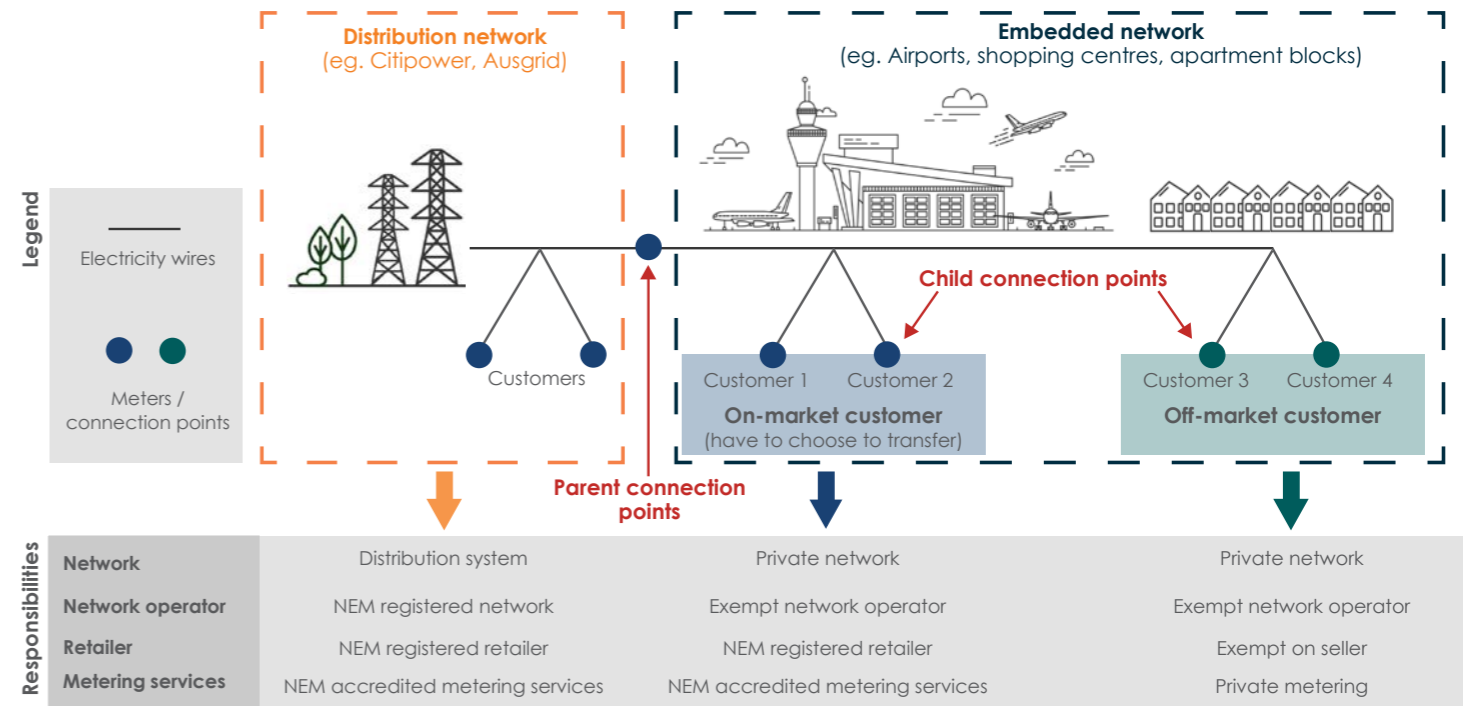 Distribution network
(eg. Citipower, Ausgrid)
Embedded network
(eg. Airports, shopping centres, apartment blocks)
Legend
Electricity wires
Meters /
connection points
Customers
Parent connection
points
Child connection points
Customer 1
Customer 2
On-market customer
(have to choose to transfer)
Customer 3
Customer 4
Off-market customer
Responsibilities
Network
Distribution system
Private network
Private network
Network operator
NEM registered network
Exempt network operator
Exempt network operator
Retailer
NEM registered retailer
NEM registered retailer
Exempt on seller
Metering services
NEM accredited metering services
NEM accredited metering services
Private metering